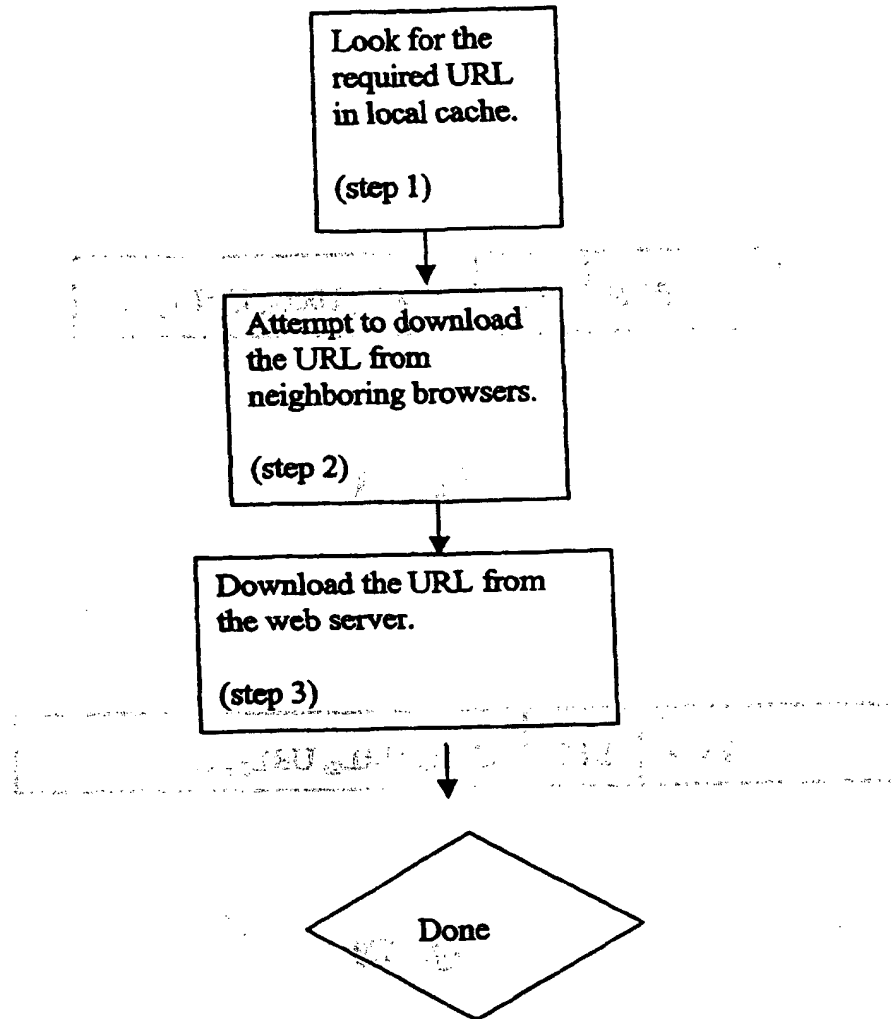 Look for the
required URL
in local cache.
(step 1)
Attempt to download
the URL from
neighboring browsers.
(step 2)
Download the URL from
the web server.
(step 3)
Done